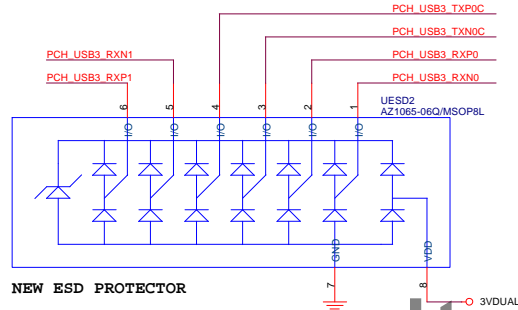 PCH_USB3_TXP0C
PCH_USB3_TXN0C
PCH_USB3_RXN1
PCH_USB3_RXP0
PCH_USB3_RXP1
PCH_USB3_RXN0
UESD2
AZ1065-06Q/MSOP8L
6 5 4 3 2 1
I/O I/O I/O I/O I/O I/O
GND VDD
7 8
NEW ESD PROTECTOR
3VDUAL